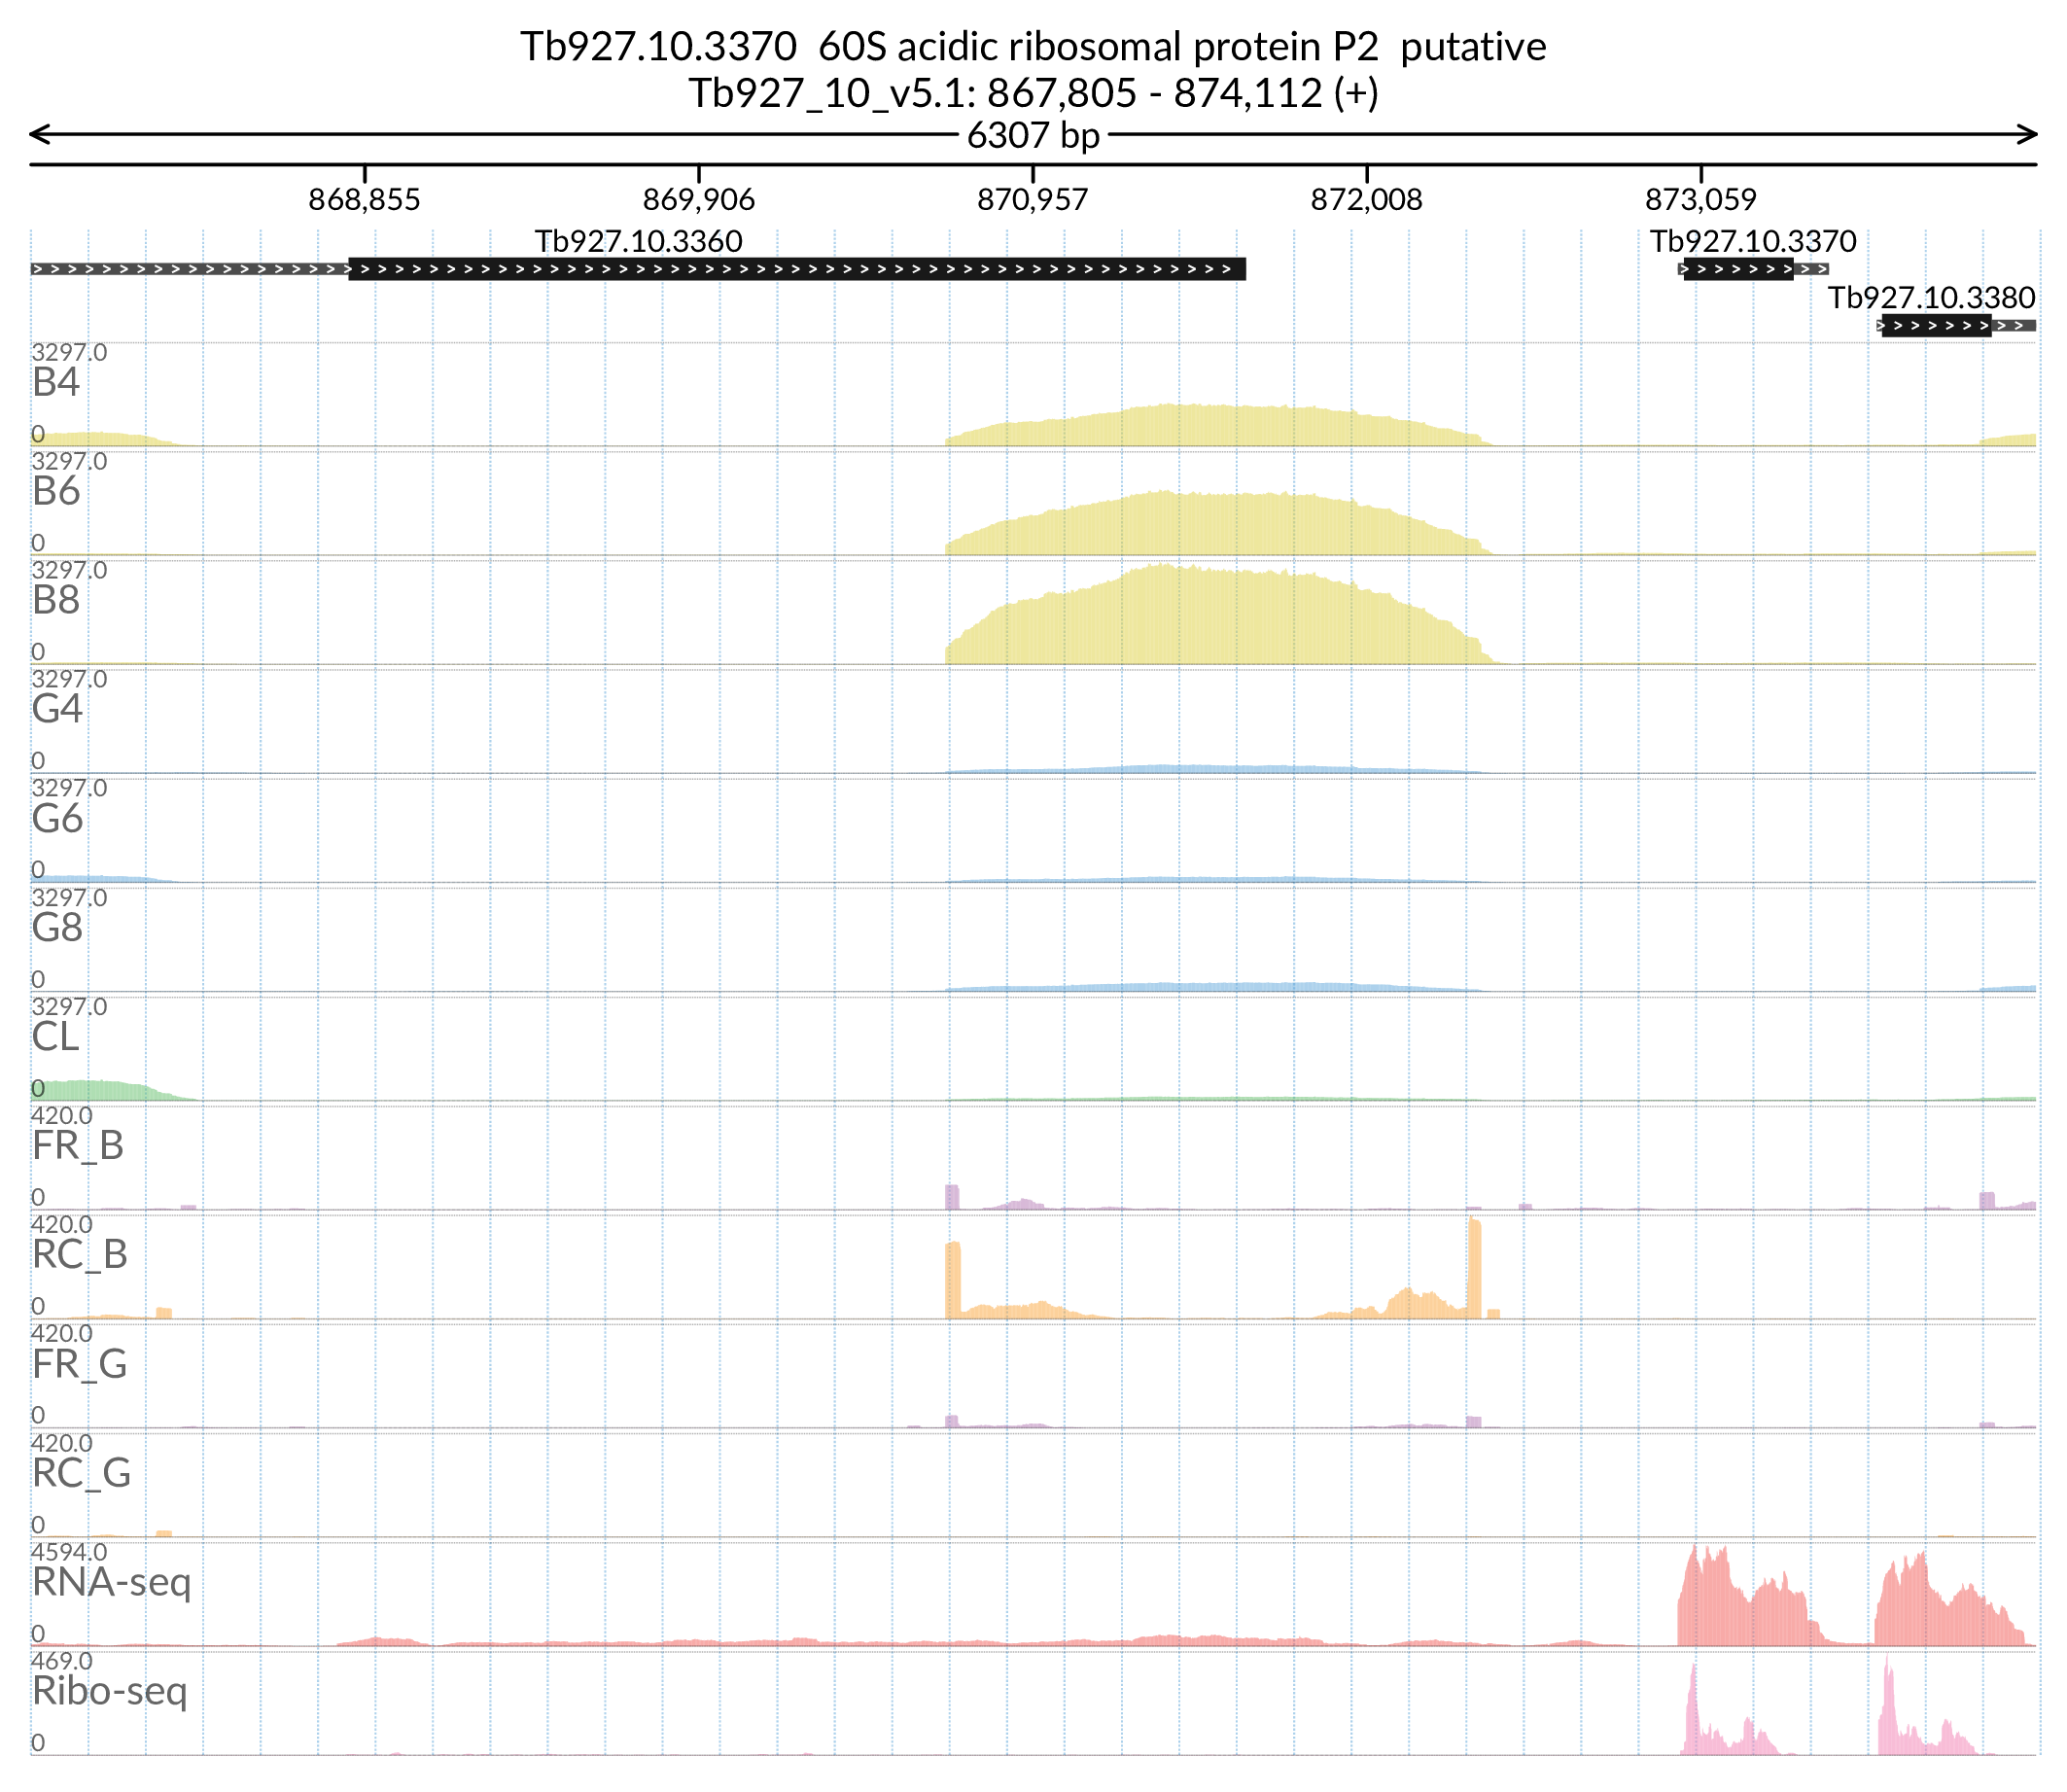 Tb927.10.3370  60S acidic ribosomal protein P2  putative
Tb927_10_v5.1: 867,805 - 874,112 (+)
6307 bp
868,855 869,906 870,957 872,008 873,059
Tb927.10.3360 Tb927.10.3370
Tb927.10.3380
3297.0
B4
0
3297.0
B6
0
3297.0
B8
0
3297.0
G4
0
3297.0
G6
0
3297.0
G8
0
3297.0
CL
0
420.0
FR_B
0
420.0
RC_B
0
420.0
FR_G
0
420.0
RC_G
0
4594.0
RNA-seq
0
469.0
Ribo-seq
0